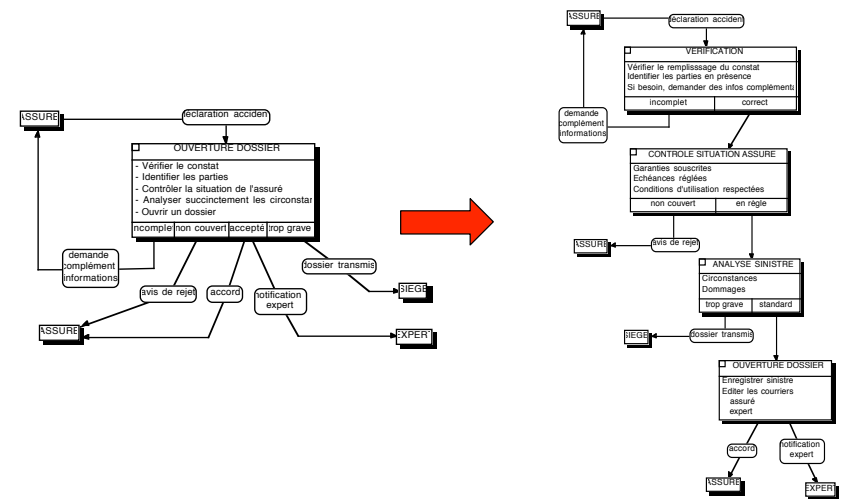 ASSURE
déclaration accident
OUVERTURE DOSSIER
- Vérifier le constat
- Identifier les parties
- Contrôler la situation de l'assuré
- Analyser succinctement les circonstan
- Ouvrir un dossier
incomplet
non couvert
accepté
trop grave
demande
complément
informations
avis de rejet
accord
notification
expert
dossier transmis
SIEGE
ASSURE
EXPERT
ASSURE
déclaration accident
VERIFICATION
Vérifier le remplisssage du constat
Identifier les parties en présence
Si besoin, demander des infos complémenta
incomplet
correct
demande
complément
informations
CONTROLE SITUATION ASSURE
Garanties souscrites
Echéances réglées
Conditions d'utilisation respectées
non couvert
en règle
ASSURE
avis de rejet
ANALYSE SINISTRE
Circonstances
Dommages
trop grave
standard
SIEGE
dossier transmis
OUVERTURE DOSSIER
Enregistrer sinistre
Editer les courriers
assuré
expert
accord
notification
expert
ASSURE
EXPERT